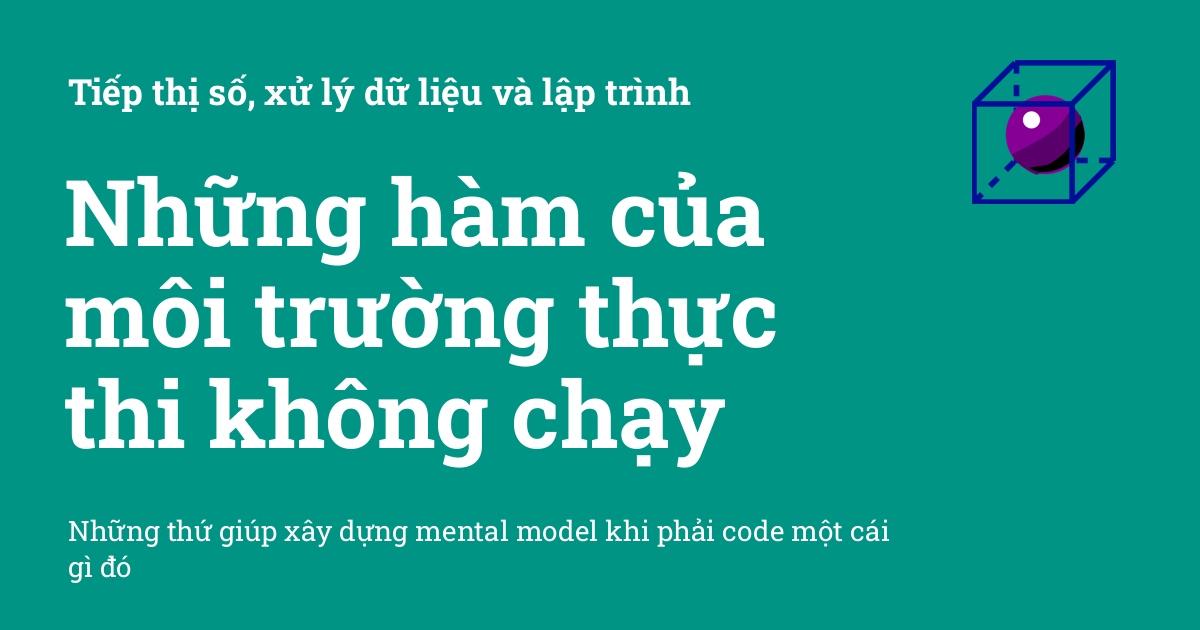 Tiếp thị số, xử lý dữ liệu và lập trình
Những hàm của
môi trường thực
thi không chạy
Những thứ giúp xây dựng mental model khi phải code một cái
gì đó